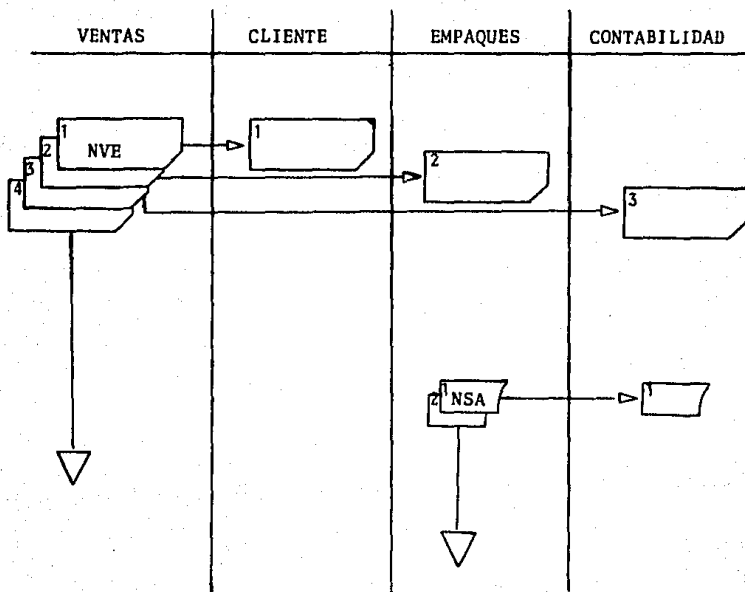 VENTAS CLIENTE EMPAQUES CONTABILIDAD
1 1
NVE
2 2
3 3
4
1 1
2 NSA